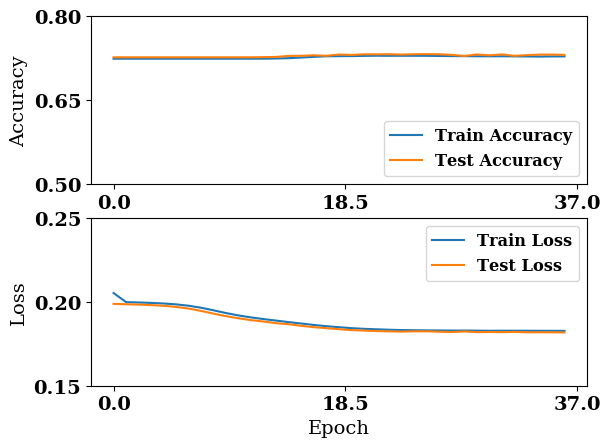 0.80
0.65
0.50
Accuracy
Train Accuracy
Test Accuracy
0.0 18.5 37.0
0.25
0.20
0.15
Loss
Train Loss
Test Loss
0.0 18.5 37.0
Epoch